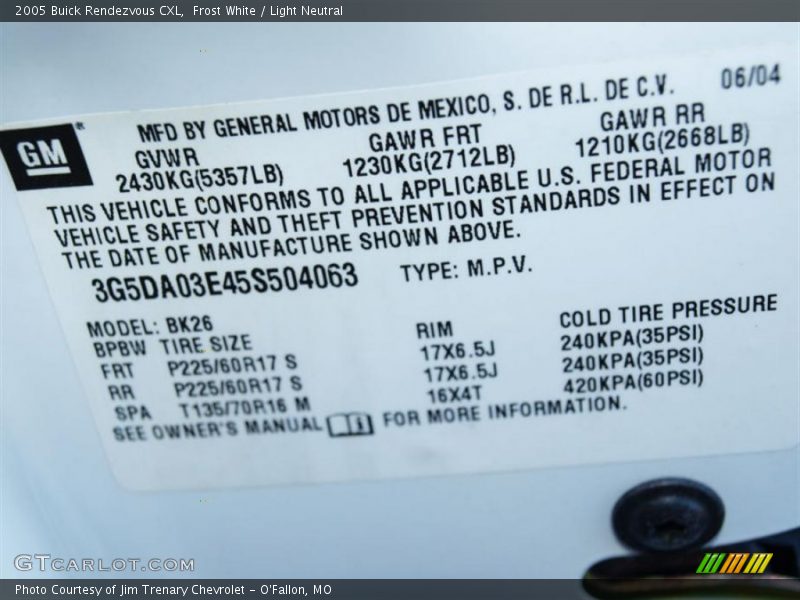 2005 Buick Rendezvous CXL,  Frost White / Light Neutral
06/04
GM
MFD BY GENERAL MOTORS DE MEXICO, S. DE R.L. DE C.V.
GVWR GAWR FRT GAWR RR
2430KG(5357LB) 1230KG(2712LB) 1210KG(2668LB)
THIS VEHICLE CONFORMS TO ALL APPLICABLE U.S. FEDERAL MOTOR
VEHICLE SAFETY AND THEFT PREVENTION STANDARDS IN EFFECT ON
THE DATE OF MANUFACTURE SHOWN ABOVE.
3G5DA03E45S504063 TYPE: M.P.V.
MODEL: BK26
BPBW TIRE SIZE RIM COLD TIRE PRESSURE
FRT P225/60R17 S 17X6.5J 240KPA(35PSI)
RR P225/60R17 S 17X6.5J 240KPA(35PSI)
SPA T135/70R16 M 16X4T 420KPA(60PSI)
SEE OWNER'S MANUAL FOR MORE INFORMATION.
GTCARLOT.COM
Photo Courtesy of Jim Trenary Chevrolet - O'Fallon, MO